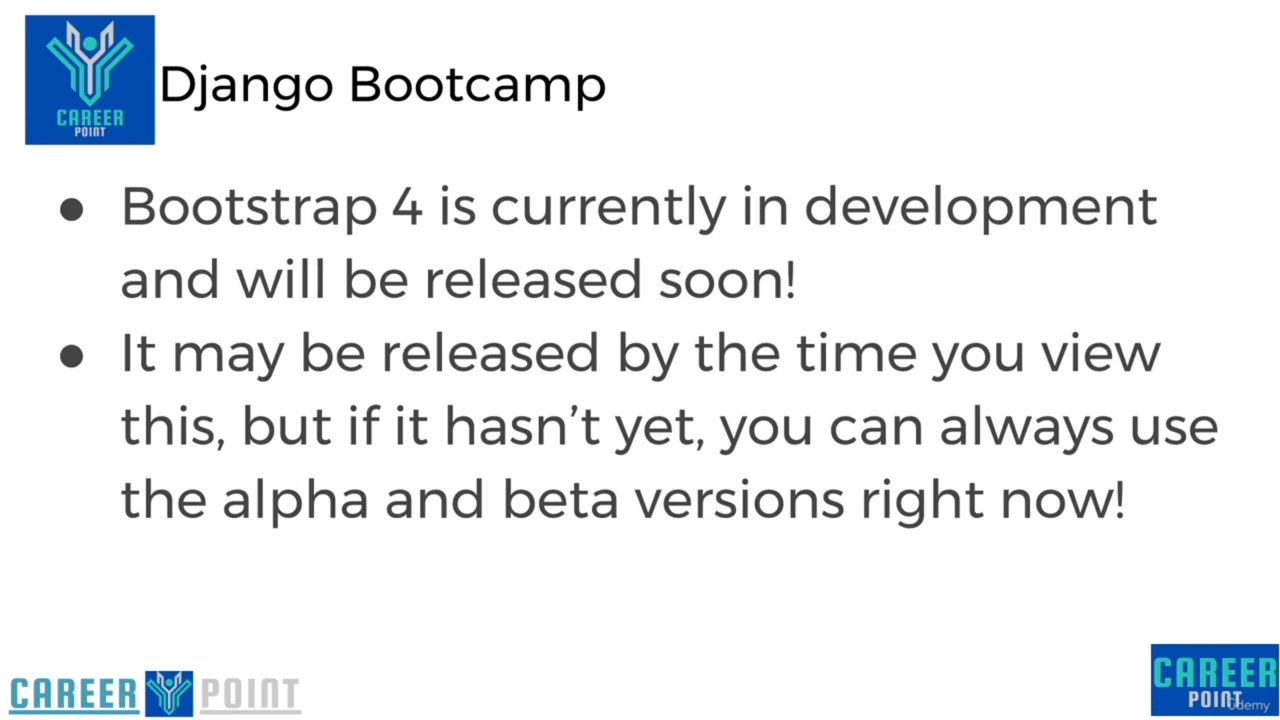 CAREER
POINT
Django Bootcamp
● Bootstrap 4 is currently in development
and will be released soon!
● It may be released by the time you view
this, but if it hasn’t yet, you can always use
the alpha and beta versions right now!
CAREER POINT
CAREER
POINT
ûdemy